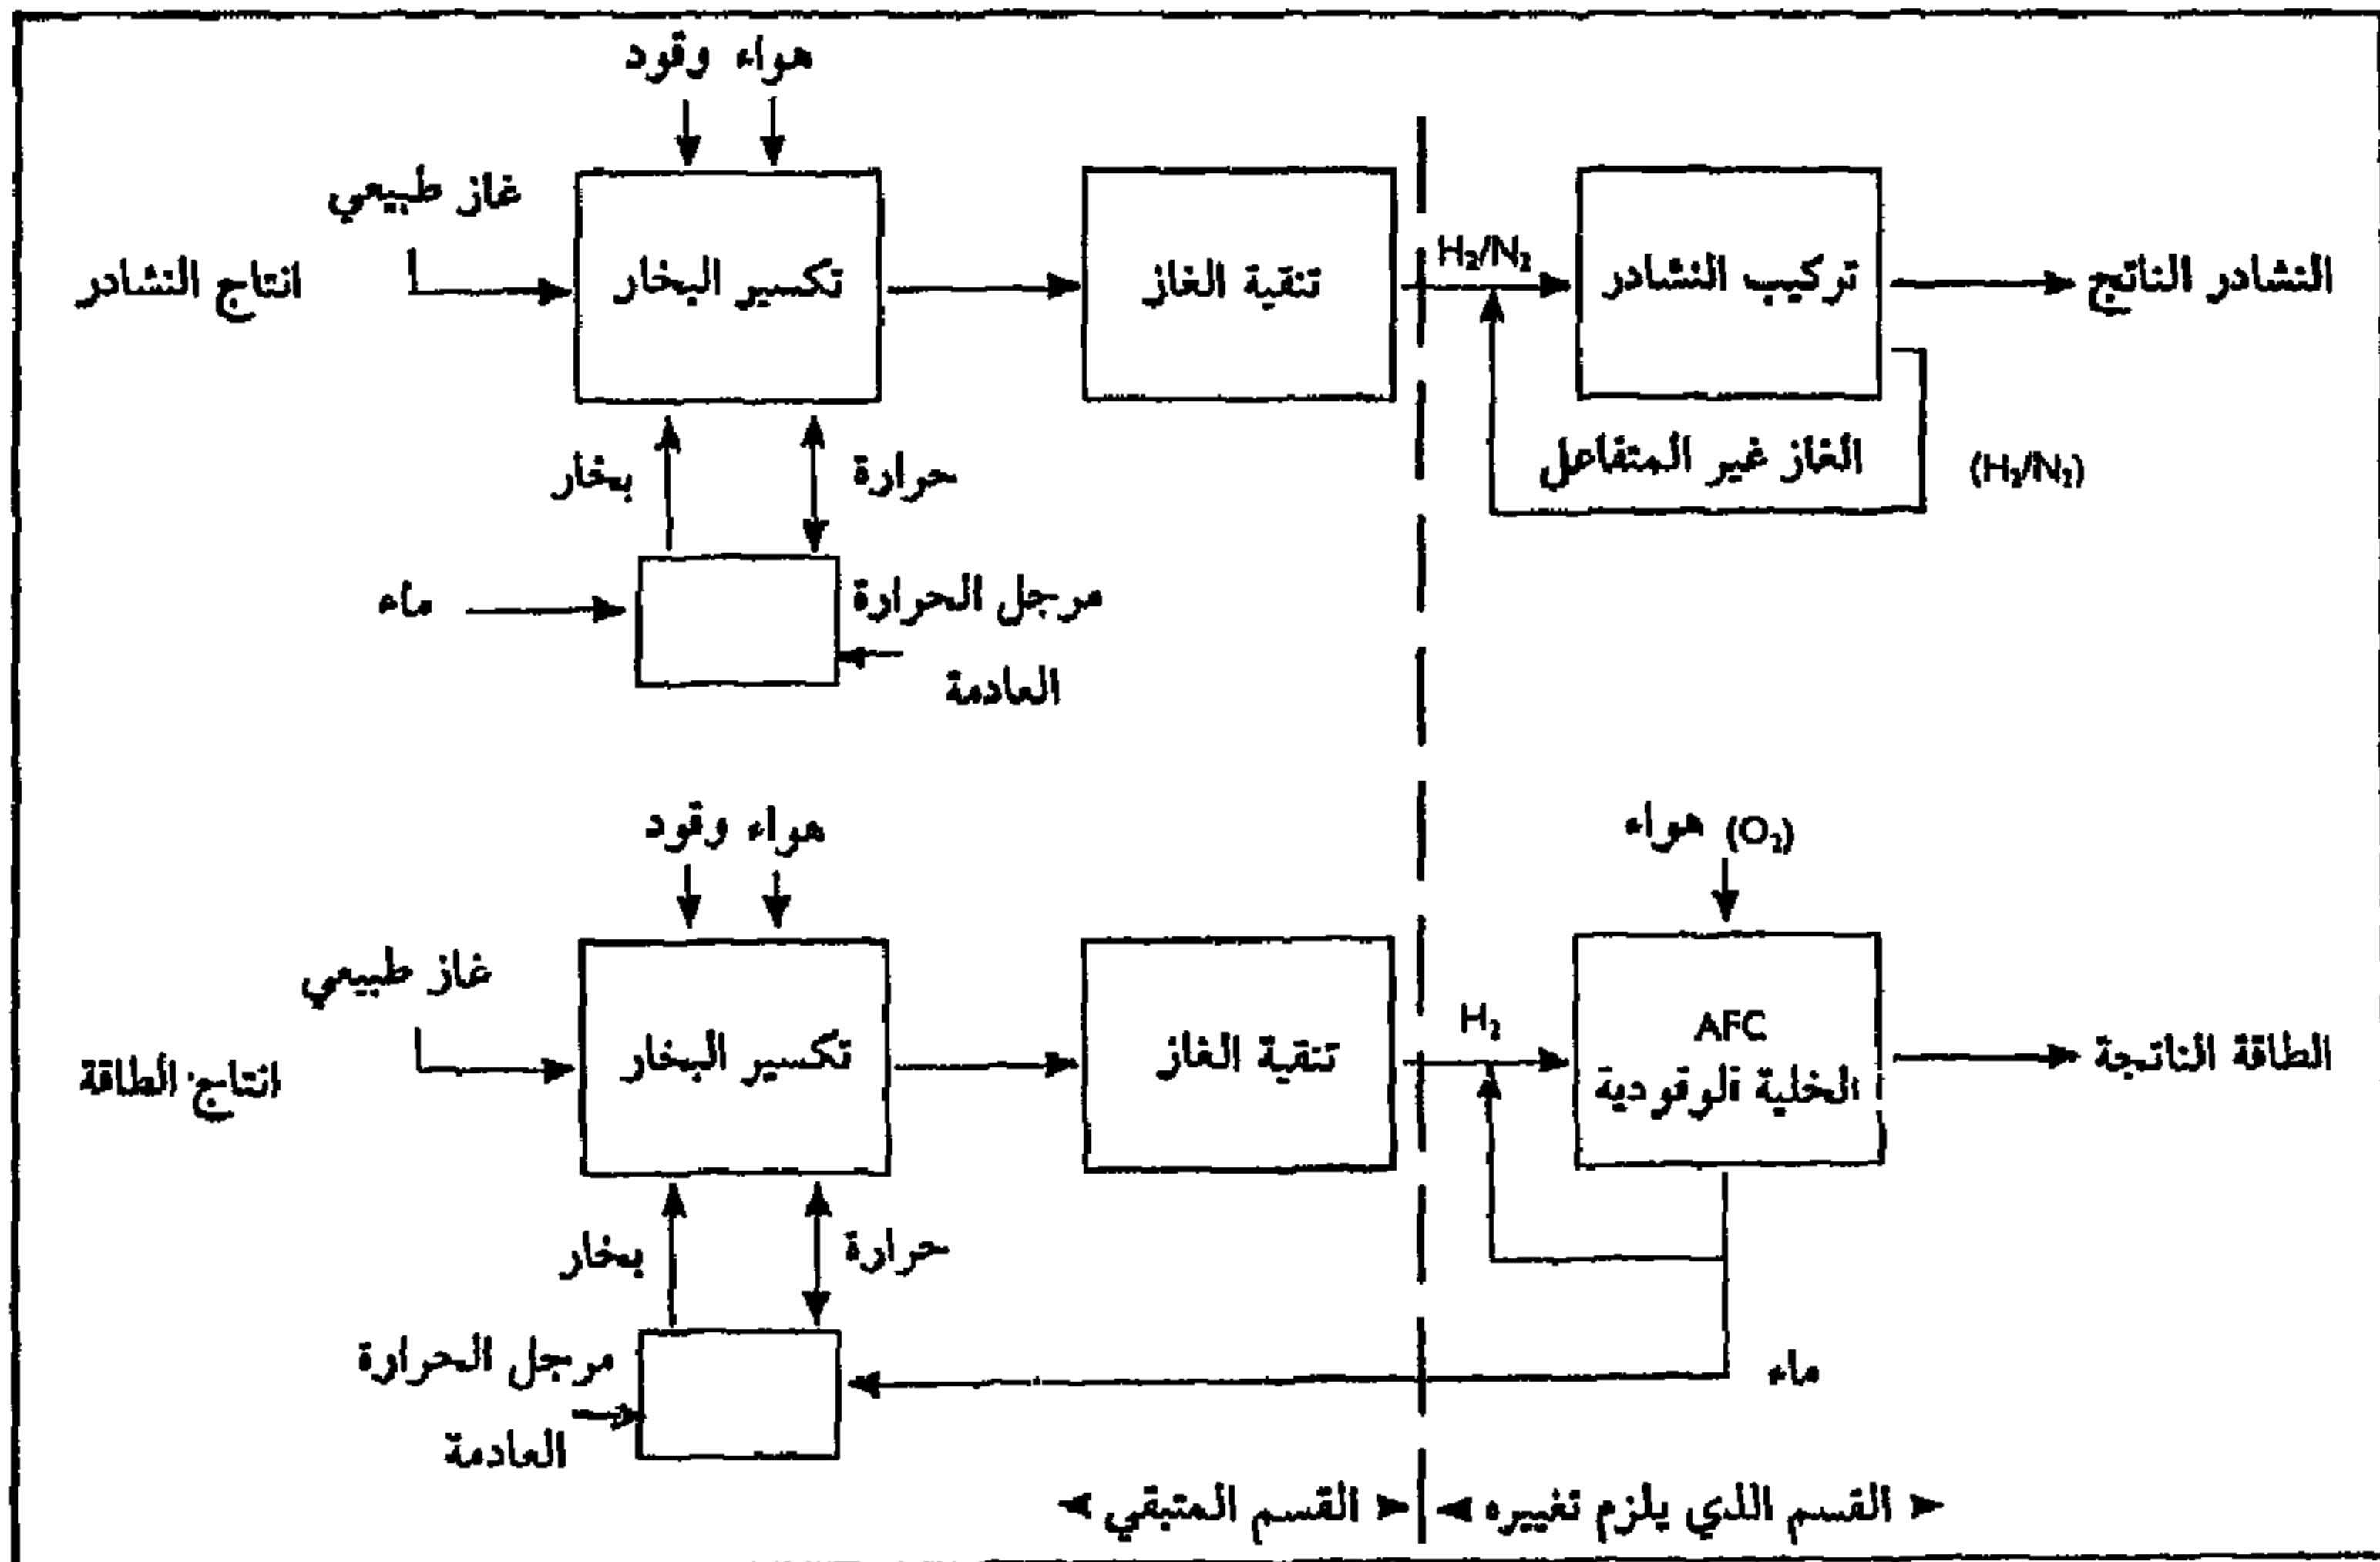 هواء وقود
غاز طبيعي
انتاج النشادر
تكسير البخار
تنقية الغاز
H₂/N₂
تركيب النشادر
النشادر الناتج
بخار
حرارة
الغاز غير المتفاعل
(H₂/N₂)
ماء
مرجل الحرارة
العادمة
هواء وقود
هواء (O₂)
غاز طبيعي
انتاج الطاقة
تكسير البخار
تنقية الغاز
H₂
AFC
الخلية الوقودية
الطاقة الناتجة
بخار
حرارة
مرجل الحرارة
العادمة
ماء
القسم الذي يلزم تغييره
القسم المتبقي